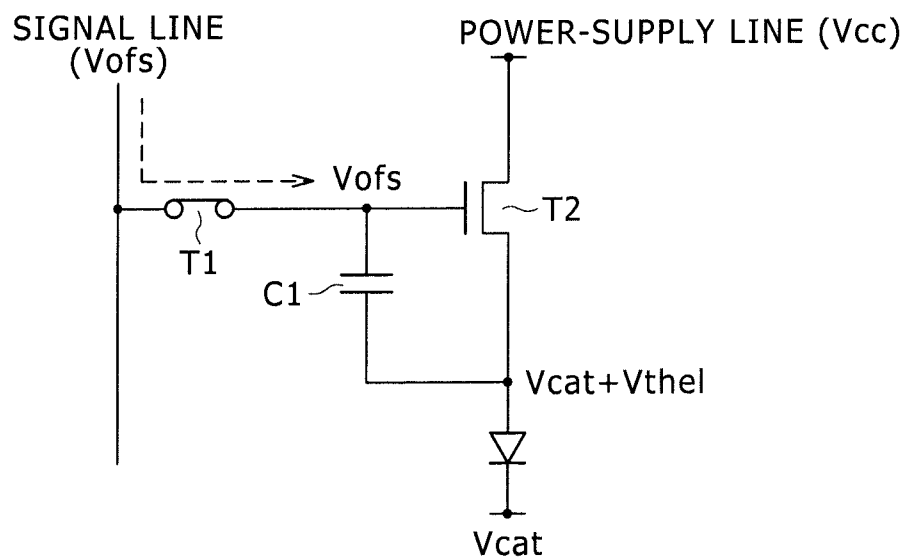 SIGNAL LINE
(Vofs)
POWER-SUPPLY LINE (Vcc)
Vofs
T1
T2
C1
Vcat+Vthel
Vcat